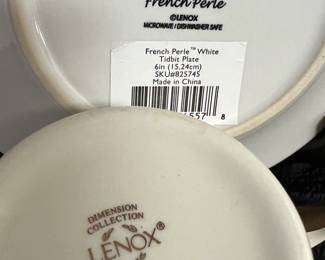 French Perle
©LENOX
MICROWAVE / DISHWASHER SAFE
French Perle™ White
Tidbit Plate
6in (15.24cm)
SKU#825745
Made in China
8
DIMENSION
COLLECTION
LENOX®